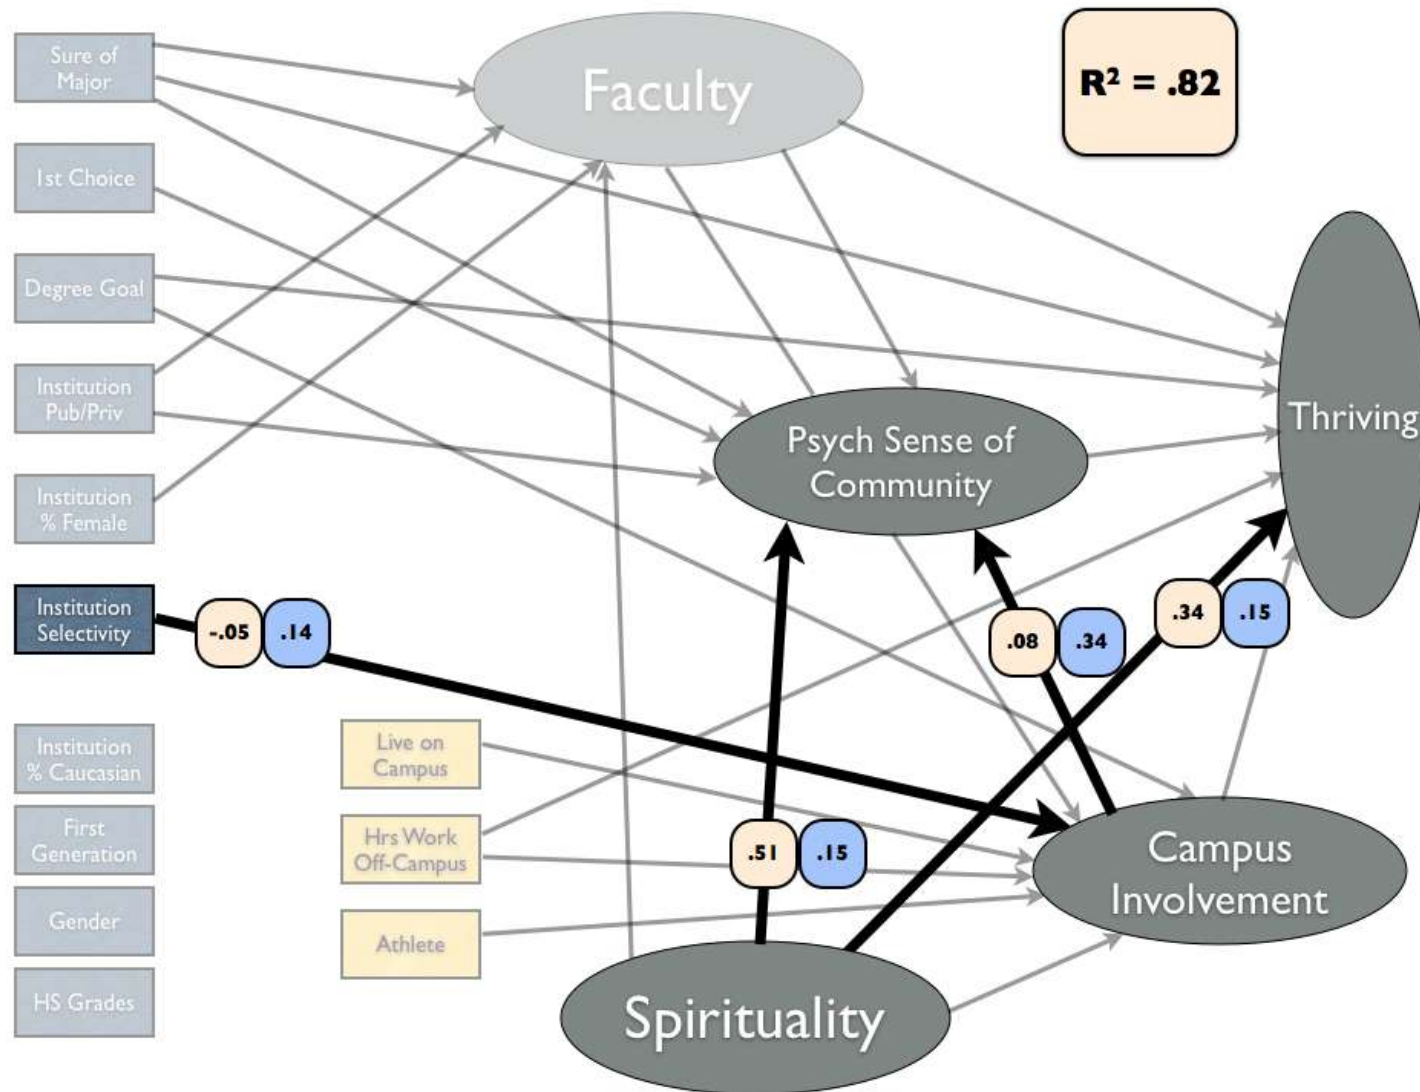 Sure of
Major
Faculty
R² = .82
1st Choice
Degree Goal
Institution
Pub/Priv
Thriving
Psych Sense of
Community
Institution
% Female
Institution
Selectivity
-.05
.14
.08
.34
.34
.15
Institution
% Caucasian
Live on
Campus
First
Generation
Hrs Work
Off-Campus
.51
.15
Campus
Involvement
Gender
Athlete
HS Grades
Spirituality